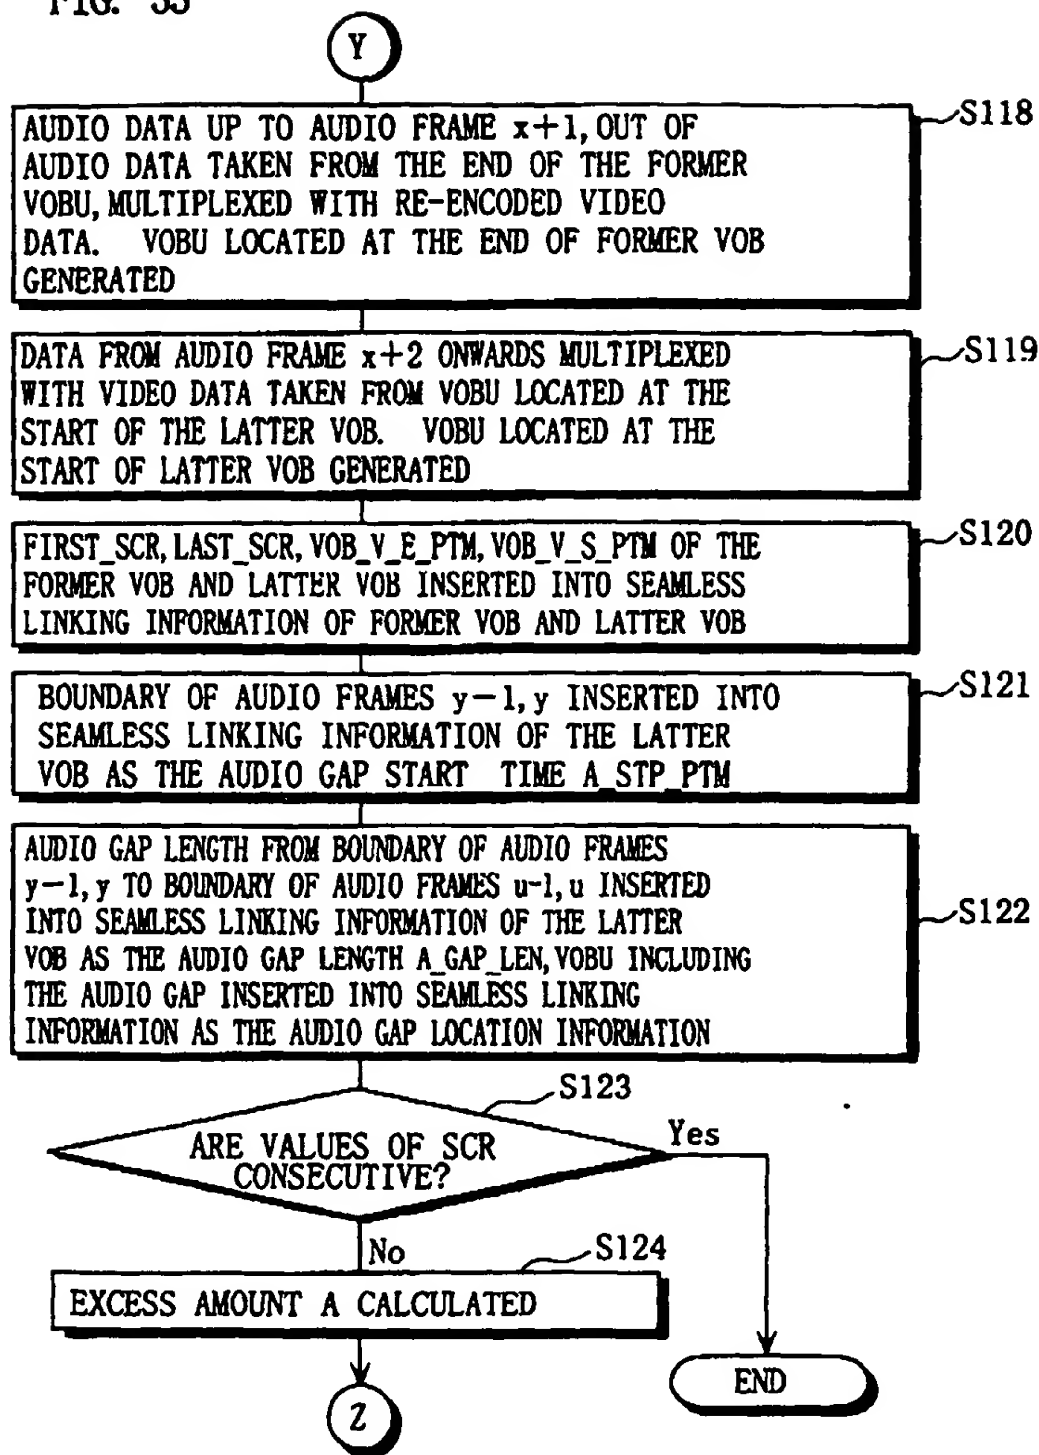 FIG. 35
Y
S118
AUDIO DATA UP TO AUDIO FRAME x+1, OUT OF
AUDIO DATA TAKEN FROM THE END OF THE FORMER
VOBU, MULTIPLEXED WITH RE-ENCODED VIDEO
DATA. VOBU LOCATED AT THE END OF FORMER VOB
GENERATED
S119
DATA FROM AUDIO FRAME x+2 ONWARDS MULTIPLEXED
WITH VIDEO DATA TAKEN FROM VOBU LOCATED AT THE
START OF THE LATTER VOB. VOBU LOCATED AT THE
START OF LATTER VOB GENERATED
S120
FIRST_SCR, LAST_SCR, VOB_V_E_PTM, VOB_V_S_PTM OF THE
FORMER VOB AND LATTER VOB INSERTED INTO SEAMLESS
LINKING INFORMATION OF FORMER VOB AND LATTER VOB
S121
BOUNDARY OF AUDIO FRAMES y-1, y INSERTED INTO
SEAMLESS LINKING INFORMATION OF THE LATTER
VOB AS THE AUDIO GAP START TIME A_STP_PTM
S122
AUDIO GAP LENGTH FROM BOUNDARY OF AUDIO FRAMES
y-1, y TO BOUNDARY OF AUDIO FRAMES u-1, u INSERTED
INTO SEAMLESS LINKING INFORMATION OF THE LATTER
VOB AS THE AUDIO GAP LENGTH A_GAP_LEN, VOBU INCLUDING
THE AUDIO GAP INSERTED INTO SEAMLESS LINKING
INFORMATION AS THE AUDIO GAP LOCATION INFORMATION
S123
ARE VALUES OF SCR
CONSECUTIVE?
Yes
No
S124
EXCESS AMOUNT A CALCULATED
END
Z